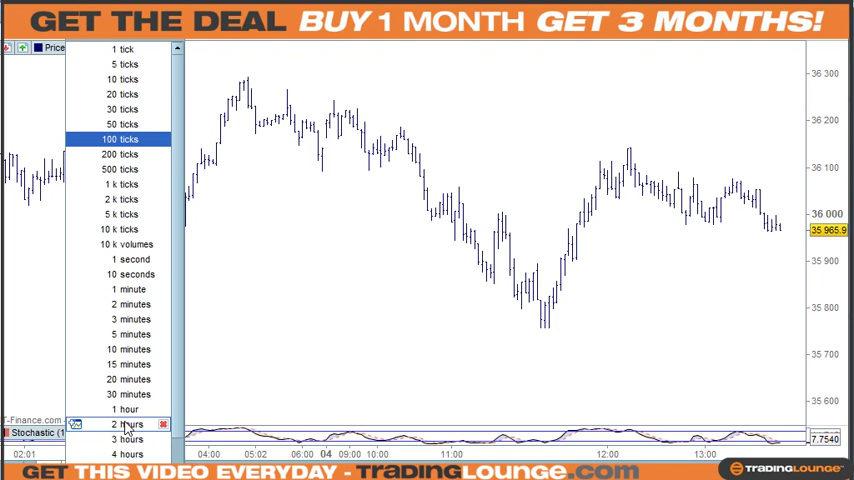 GET THE DEAL BUY 1 MONTH GET 3 MONTHS!
Price
1 tick
5 ticks
10 ticks
20 ticks
30 ticks
50 ticks
100 ticks
200 ticks
500 ticks
1 k ticks
2 k ticks
5 k ticks
10 k ticks
10 k volumes
1 second
10 seconds
1 minute
2 minutes
3 minutes
5 minutes
10 minutes
15 minutes
20 minutes
30 minutes
1 hour
2 hours
3 hours
4 hours
36 300
36 200
36 100
36 000
35 965.9
35 900
35 800
35 700
35 600
T-Finance.com
Stochastic (1
7.7540
02:01
04:00 05:02 06:00 04 09:00 10:00 11:00 12:00 13:00
GET THIS VIDEO EVERYDAY - TRADINGLOUNGE.COM
TRADINGLOUNGE